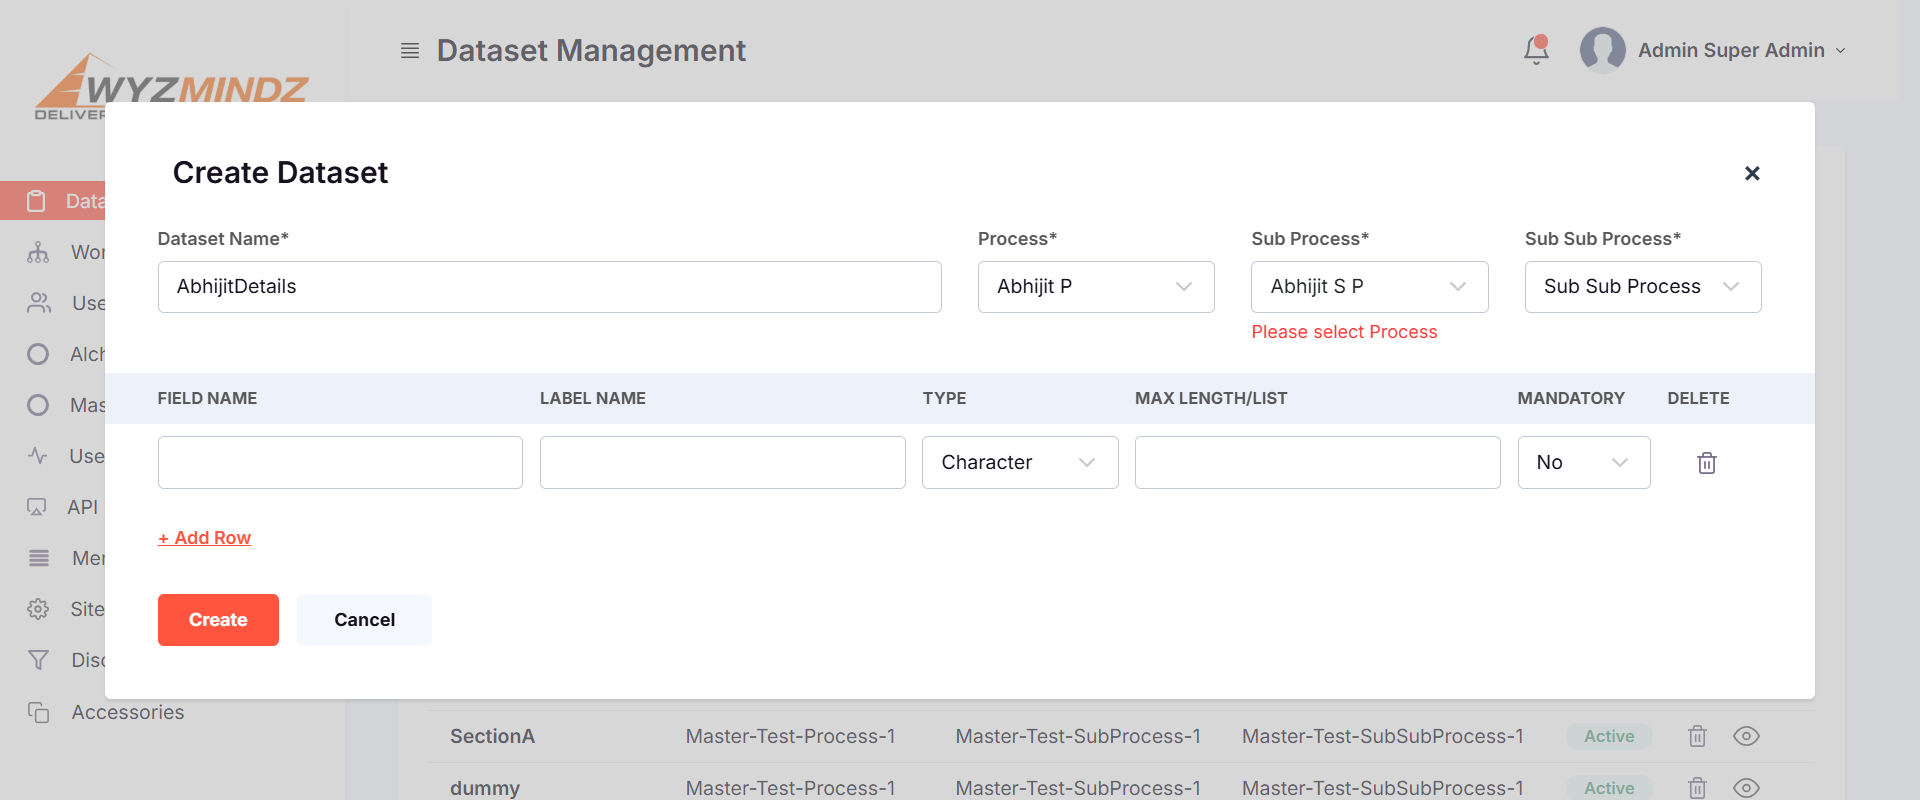 Dataset Management
Admin Super Admin
WYZMINDZ
DELIVER
Create Dataset
Dataset Name*
Process*
Sub Process*
Sub Sub Process*
AbhijitDetails
Abhijit P
Abhijit S P
Sub Sub Process
Please select Process
FIELD NAME
LABEL NAME
TYPE
MAX LENGTH/LIST
MANDATORY
DELETE
Character
No
+ Add Row
Create
Cancel
Data
Wor
Use
Alch
Mas
Use
API
Mer
Site
Disc
Accessories
SectionA
Master-Test-Process-1
Master-Test-SubProcess-1
Master-Test-SubSubProcess-1
Active
dummy
Master-Test-Process-1
Master-Test-SubProcess-1
Master-Test-SubSubProcess-1
Active